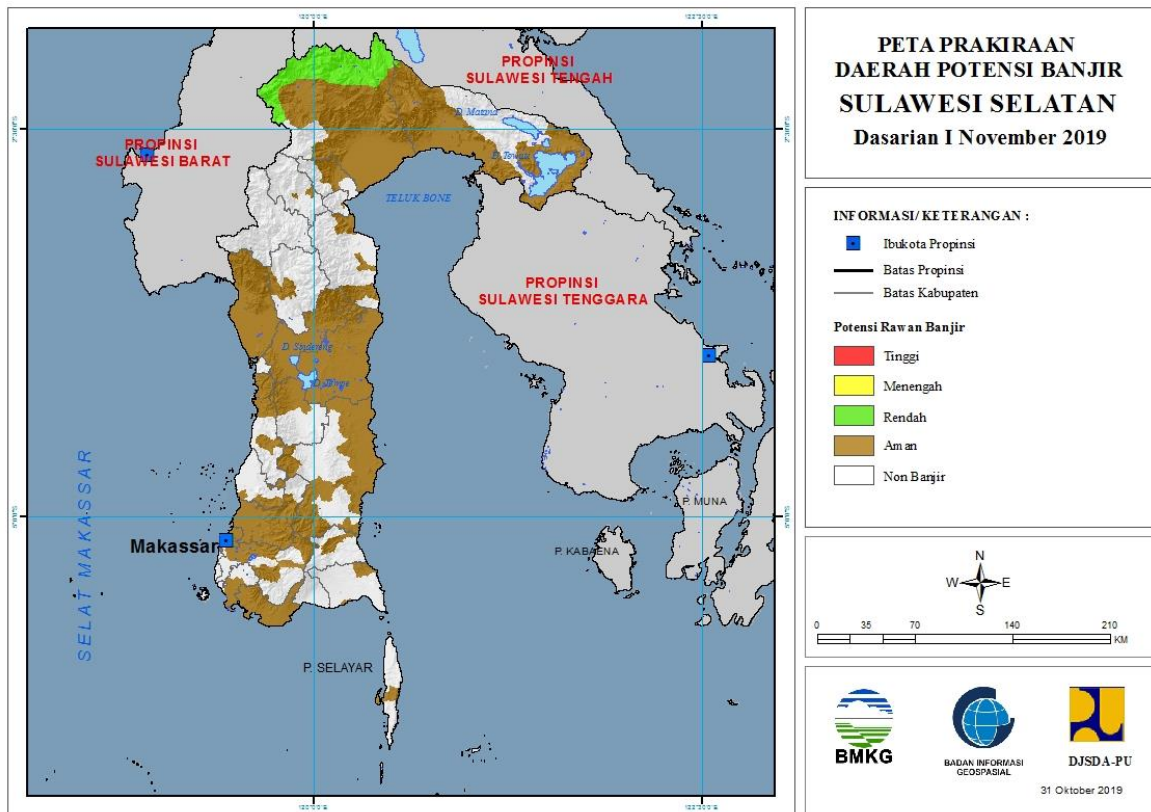 PETA PRAKIRAAN
DAERAH POTENSI BANJIR
SULAWESI SELATAN
Dasarian I November 2019
INFORMASI/ KETERANGAN :
Ibukota Propinsi
Batas Propinsi
Batas Kabupaten
Potensi Rawan Banjir
Tinggi
Menengah
Rendah
Aman
Non Banjir
N
W E
S
0 35 70 140 210
KM
BMKG
BADAN INFORMASI
GEOSPASIAL
DJSDA-PU
31 Oktober 2019
PROPINSI
SULAWESI TENGAH
D. Matana
PROPINSI
SULAWESI BARAT
TELUK BONE
PROPINSI
SULAWESI TENGGARA
SELAT MAKASSAR
Makassar
P. MUNA
P. KABAENA
P. SELAYAR